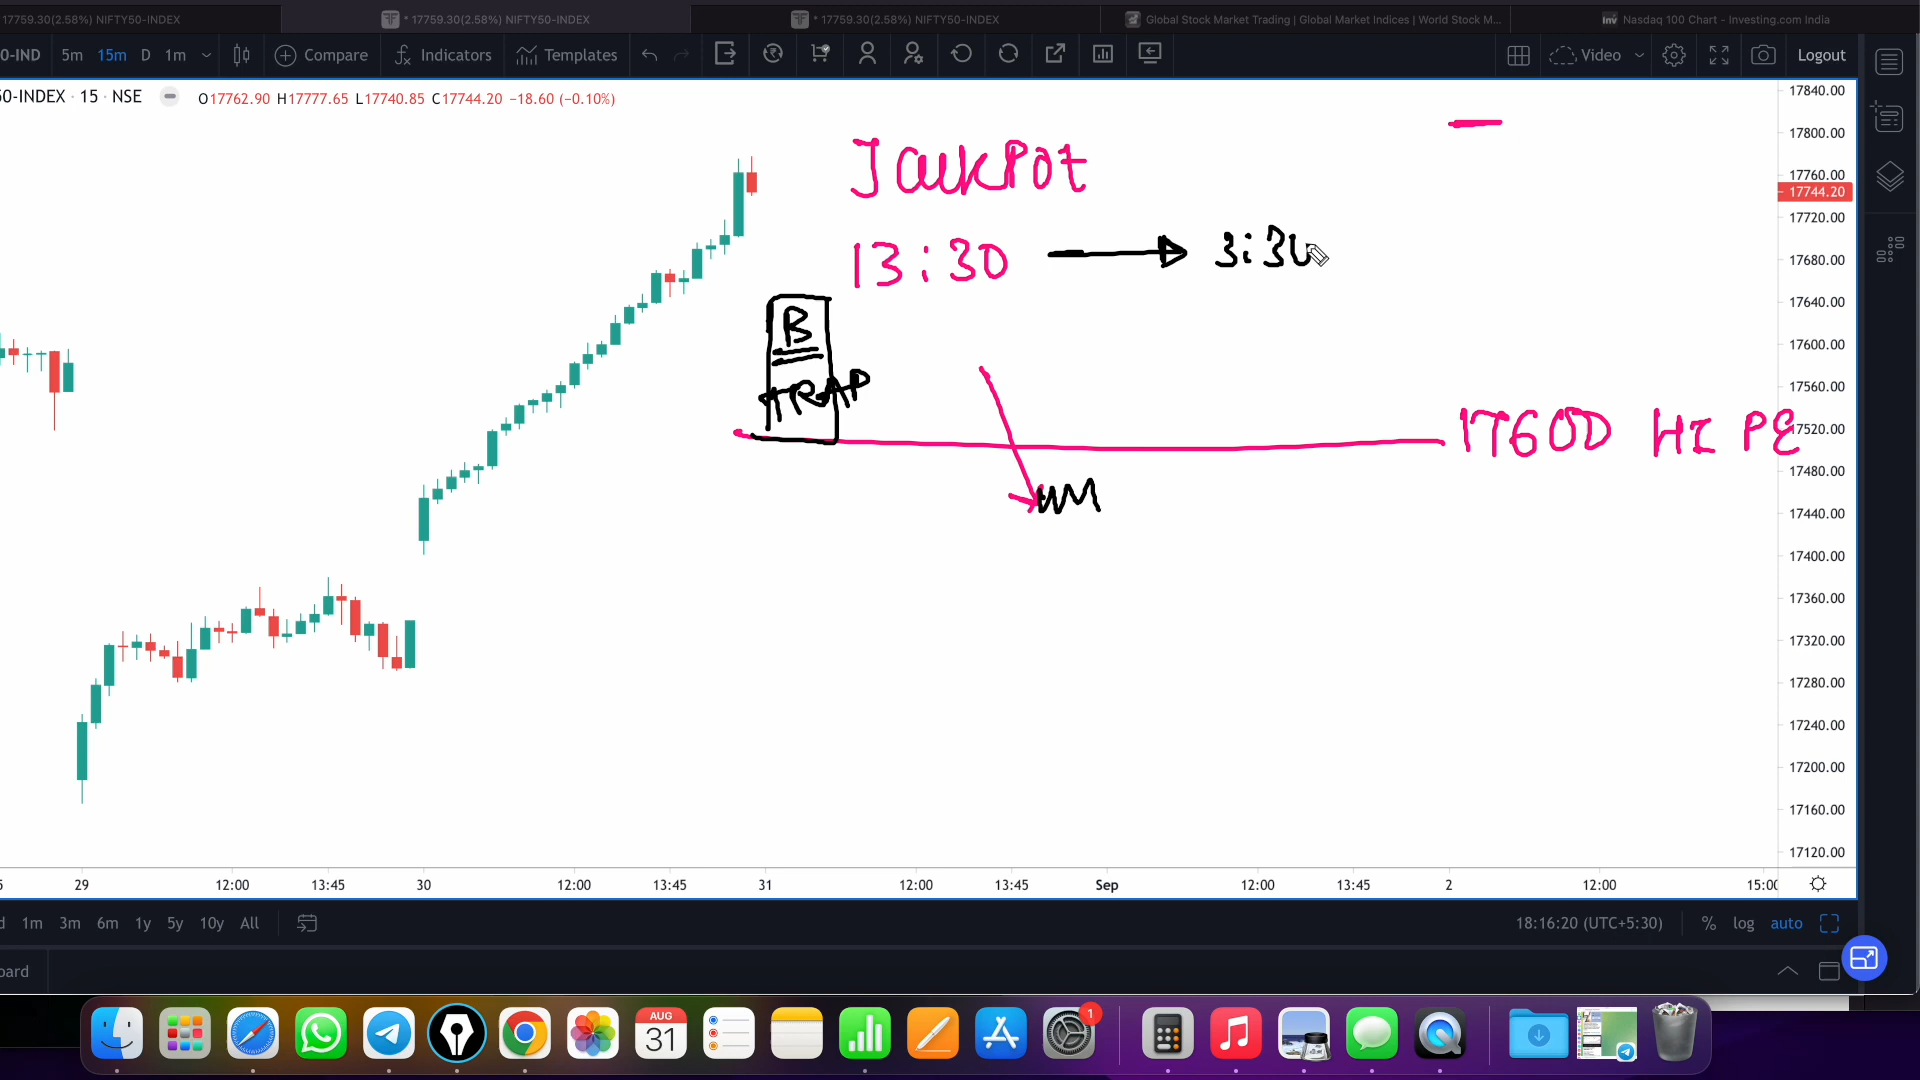 17759.30(2.58%) NIFTY50-INDEX
* 17759.30(2.58%) NIFTY50-INDEX
* 17759.30(2.58%) NIFTY50-INDEX
Global Stock Market Trading | Global Market Indices | World Stock M...
Inv Nasdaq 100 Chart - Investing.com India
0-IND 5m 15m D 1m Compare Indicators Templates Video Logout
50-INDEX · 15 · NSE O17762.90 H17777.65 L17740.85 C17744.20 −18.60 (−0.10%)
JackPot
13:30 3:30
B
TRAP
17600 HI PE
17840.00
17800.00
17760.00
17744.20
17720.00
17680.00
17640.00
17600.00
17560.00
17520.00
17480.00
17440.00
17400.00
17360.00
17320.00
17280.00
17240.00
17200.00
17160.00
17120.00
29 12:00 13:45 30 12:00 13:45 31 12:00 13:45 Sep 12:00 13:45 2 12:00 15:00
d 1m 3m 6m 1y 5y 10y All 18:16:20 (UTC+5:30) % log auto
oard
AUG
31
1